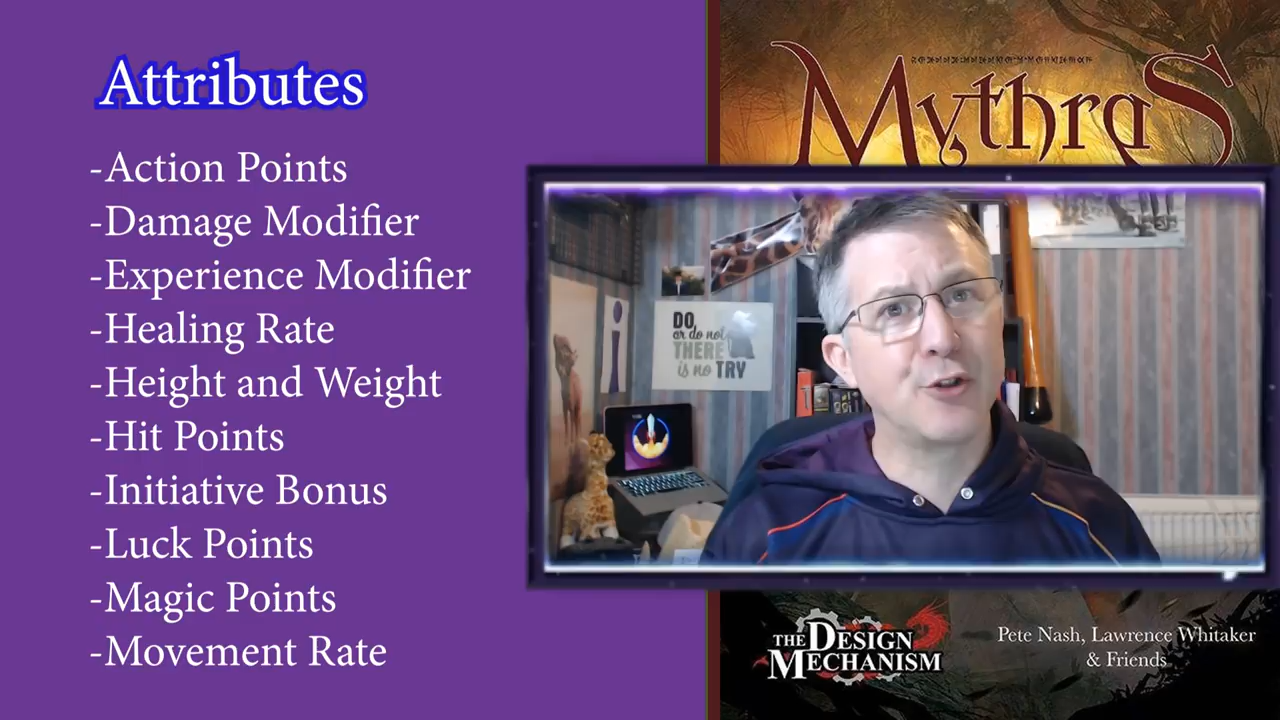 Attributes
-Action Points
-Damage Modifier
-Experience Modifier
-Healing Rate
-Height and Weight
-Hit Points
-Initiative Bonus
-Luck Points
-Magic Points
-Movement Rate
Mythras
DO,
or do not
THERE
is no TRY
THE DESIGN
MECHANISM
Pete Nash, Lawrence Whitaker
& Friends